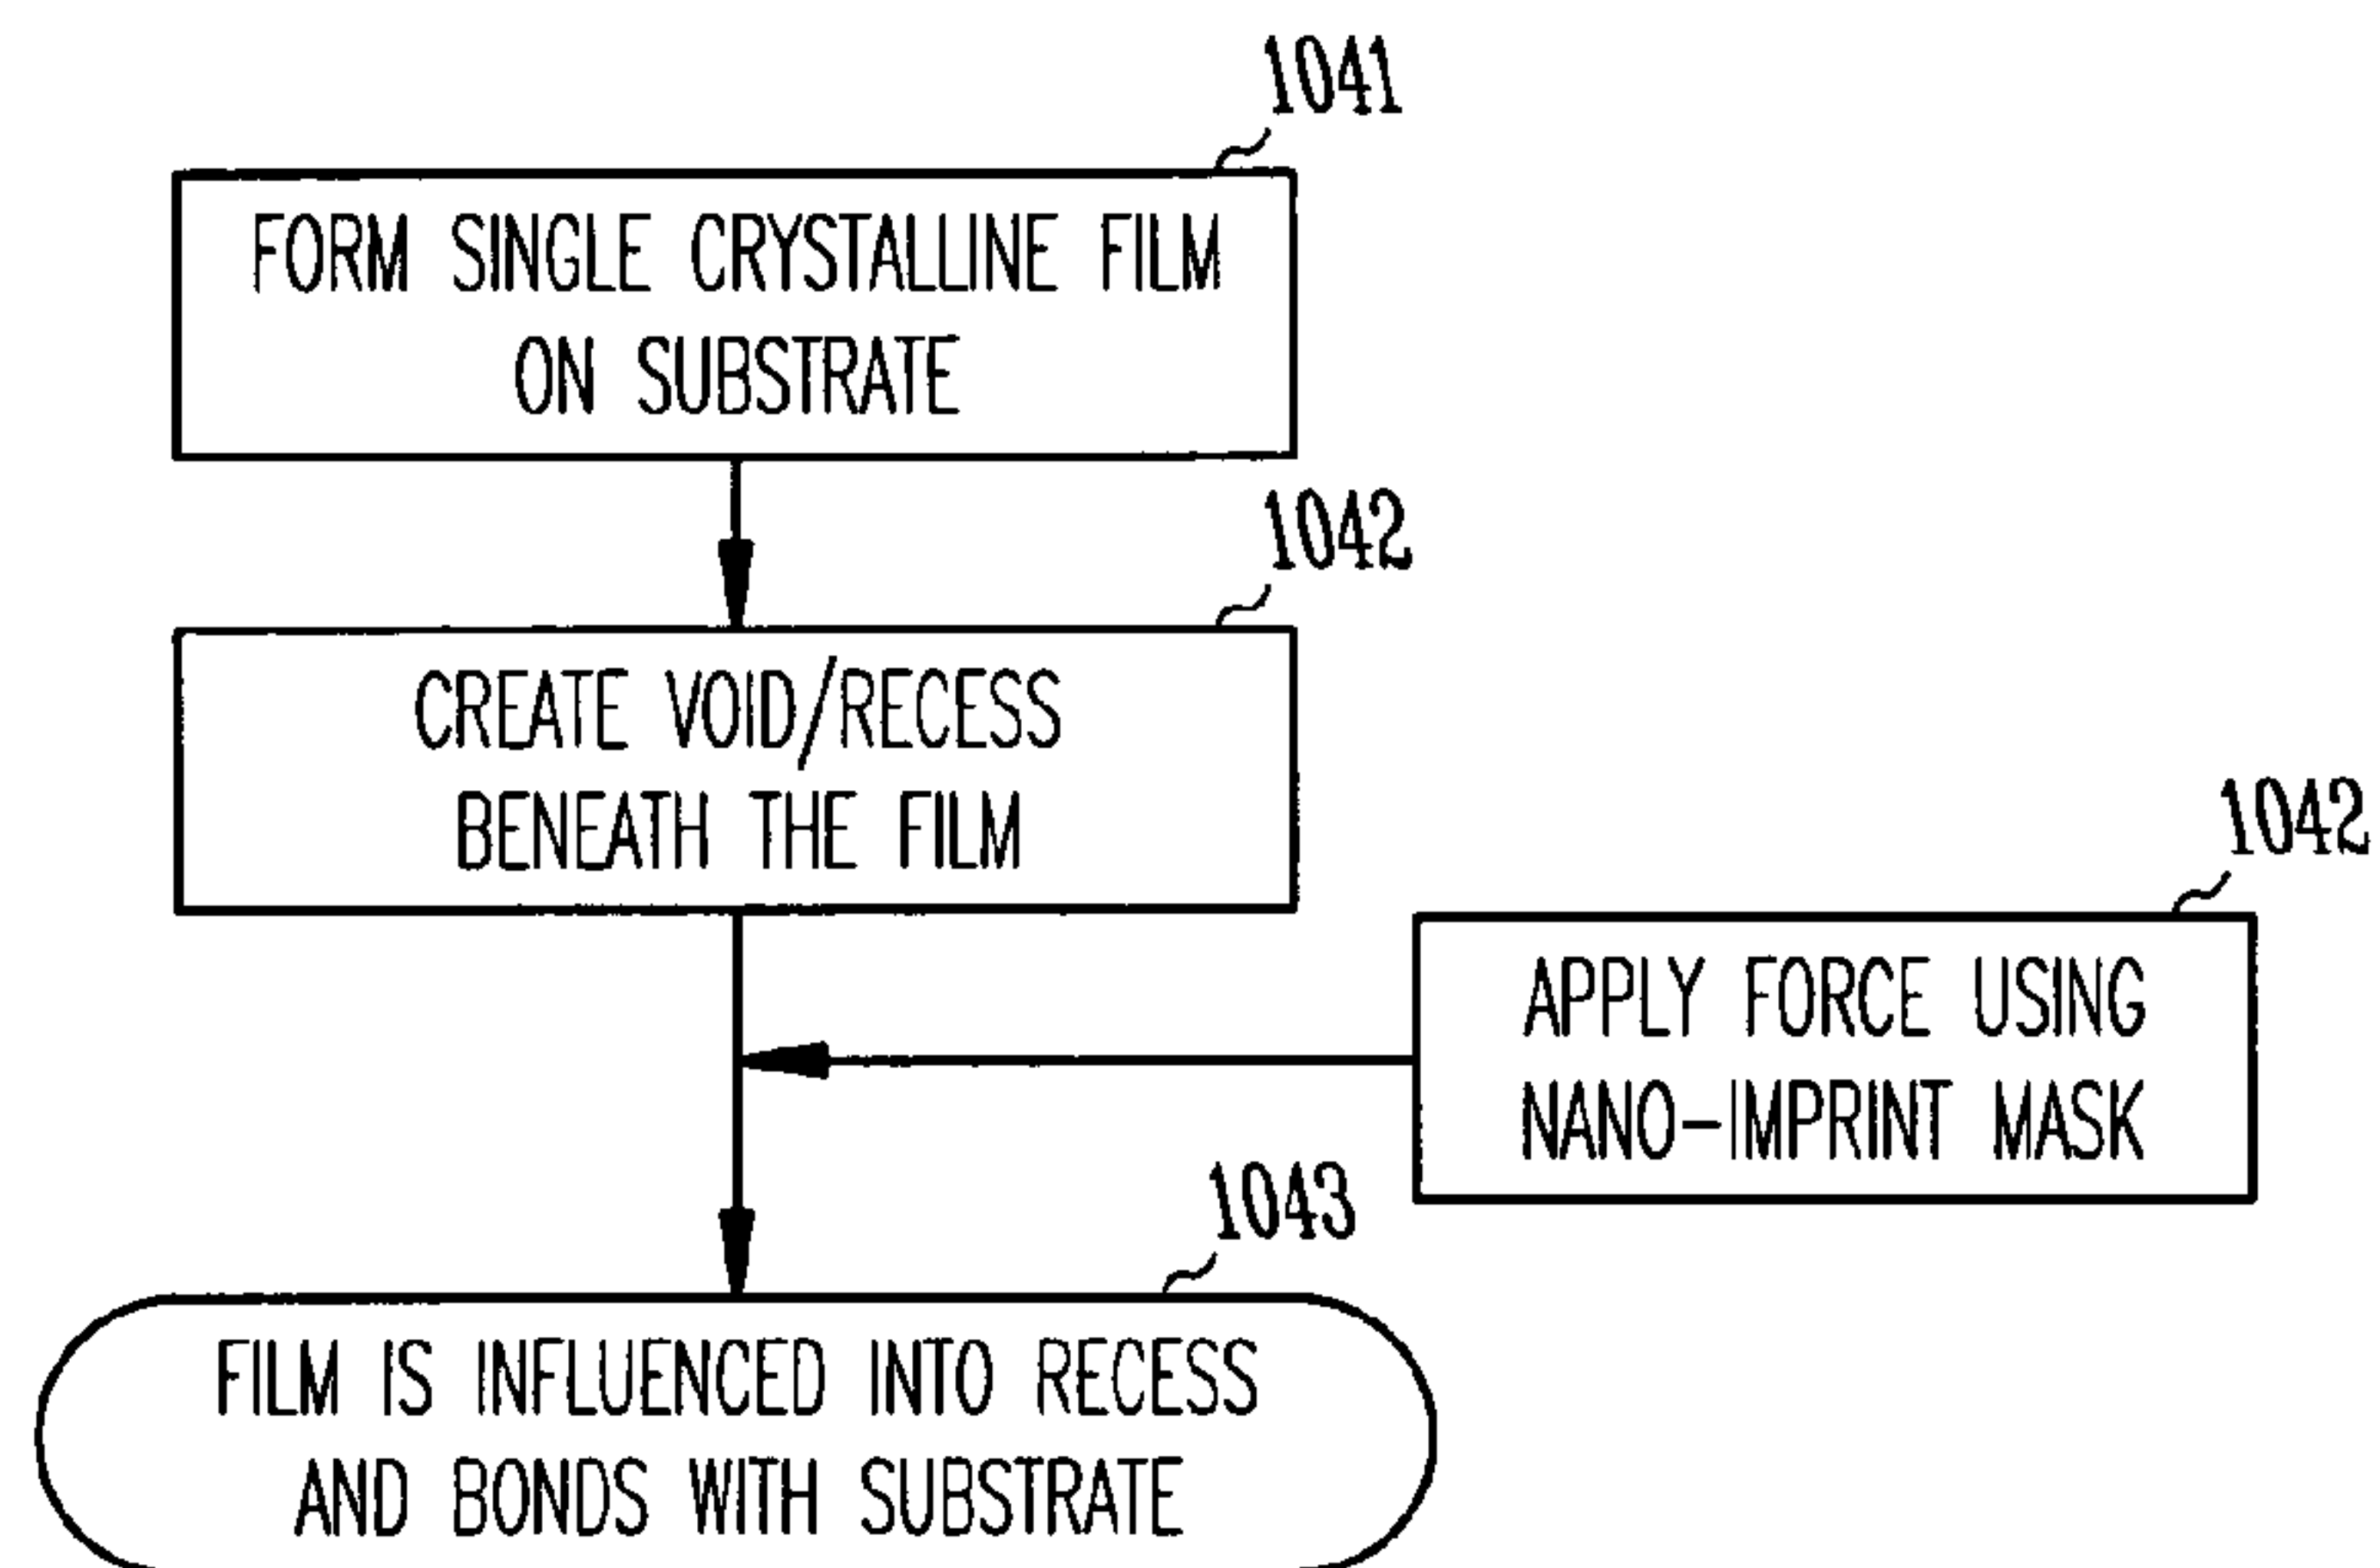 1041
FORM SINGLE CRYSTALLINE FILM
ON SUBSTRATE
1042
CREATE VOID/RECESS
BENEATH THE FILM
1042
APPLY FORCE USING
NANO-IMPRINT MASK
1043
FILM IS INFLUENCED INTO RECESS
AND BONDS WITH SUBSTRATE